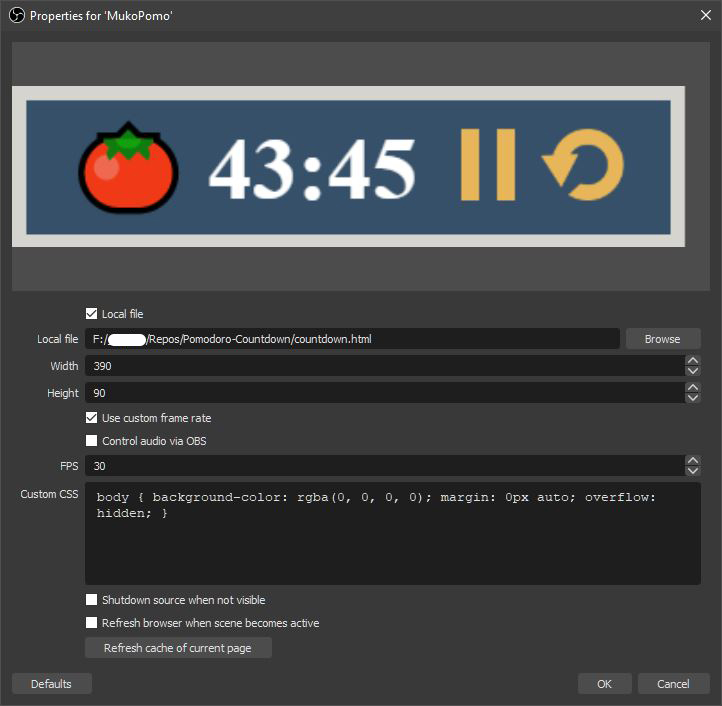 Properties for 'MukoPomo'
43:45
Local file
Local file F:/ /Repos/Pomodoro-Countdown/countdown.html Browse
Width 390
Height 90
Use custom frame rate
Control audio via OBS
FPS 30
Custom CSS body { background-color: rgba(0, 0, 0, 0); margin: 0px auto; overflow:
hidden; }
Shutdown source when not visible
Refresh browser when scene becomes active
Refresh cache of current page
Defaults OK Cancel